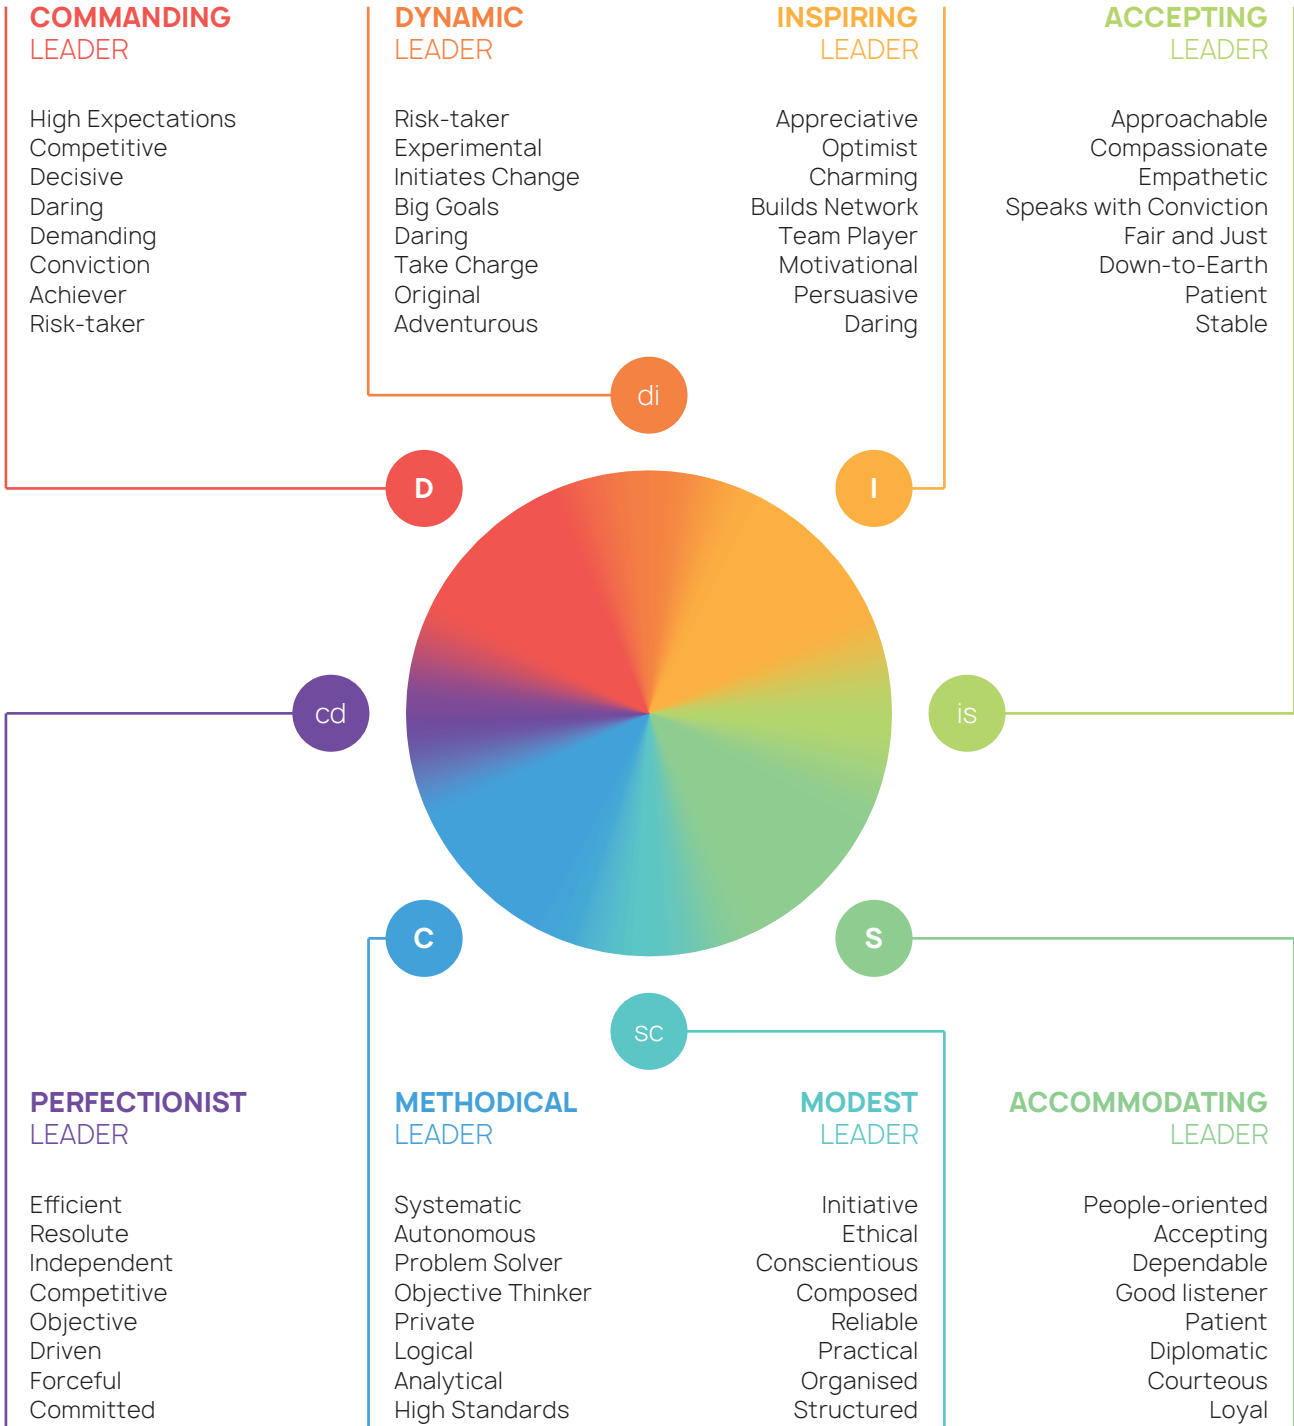 COMMANDING
LEADER
High Expectations
Competitive
Decisive
Daring
Demanding
Conviction
Achiever
Risk-taker
DYNAMIC
LEADER
Risk-taker
Experimental
Initiates Change
Big Goals
Daring
Take Charge
Original
Adventurous
INSPIRING
LEADER
Appreciative
Optimist
Charming
Builds Network
Team Player
Motivational
Persuasive
Daring
ACCEPTING
LEADER
Approachable
Compassionate
Empathetic
Speaks with Conviction
Fair and Just
Down-to-Earth
Patient
Stable
di
D
I
cd
is
C
S
sc
PERFECTIONIST
LEADER
Efficient
Resolute
Independent
Competitive
Objective
Driven
Forceful
Committed
METHODICAL
LEADER
Systematic
Autonomous
Problem Solver
Objective Thinker
Private
Logical
Analytical
High Standards
MODEST
LEADER
Initiative
Ethical
Conscientious
Composed
Reliable
Practical
Organised
Structured
ACCOMMODATING
LEADER
People-oriented
Accepting
Dependable
Good listener
Patient
Diplomatic
Courteous
Loyal